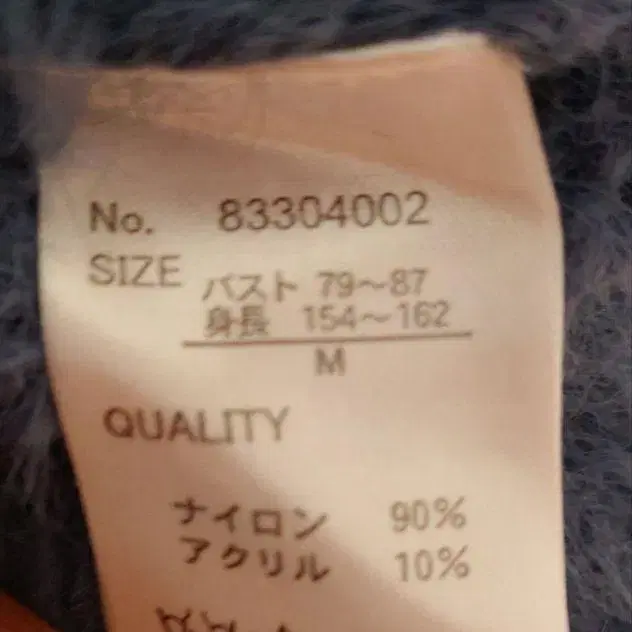 No. 83304002
SIZE バスト 79～87
身長 154～162
M
QUALITY
ナイロン 90%
アクリル 10%